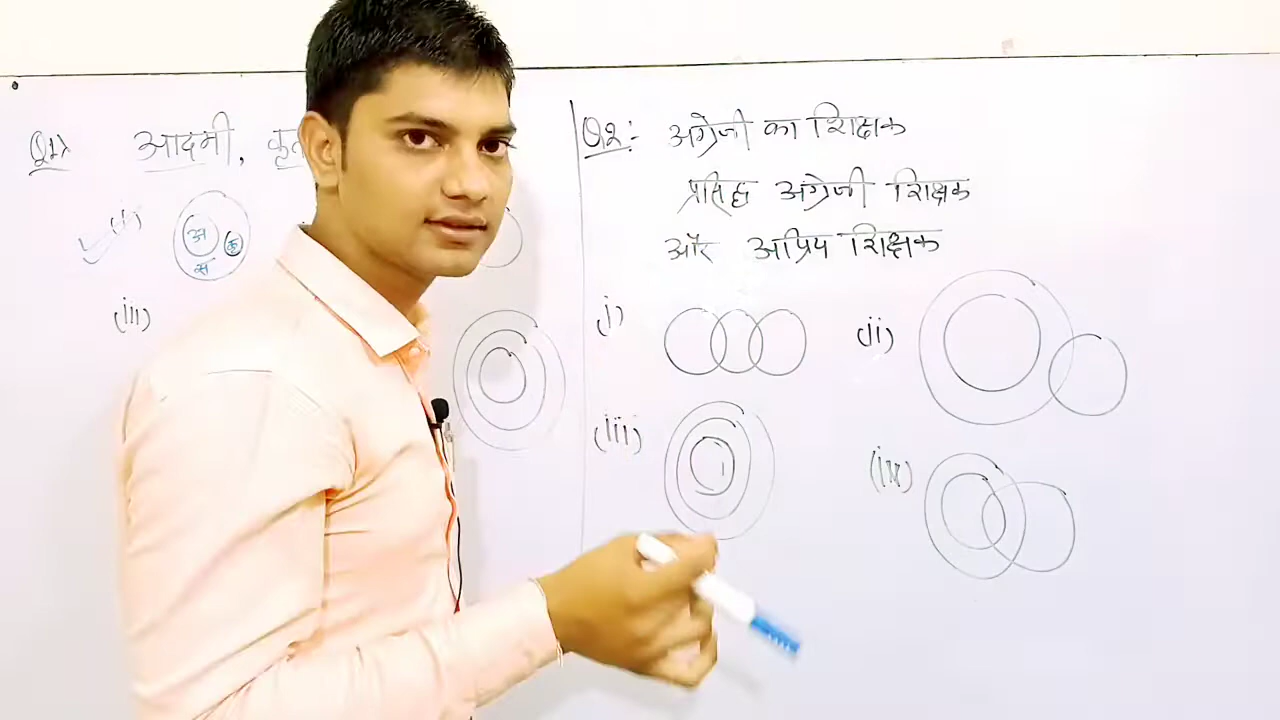 Q1) आदमी,
(i)
अ क
स
(iii)
Q2:- अंग्रेजी का शिक्षक
प्रसिद्ध अंग्रेजी शिक्षक
और अप्रिय शिक्षक
i) (ii)
(iii) (iv)